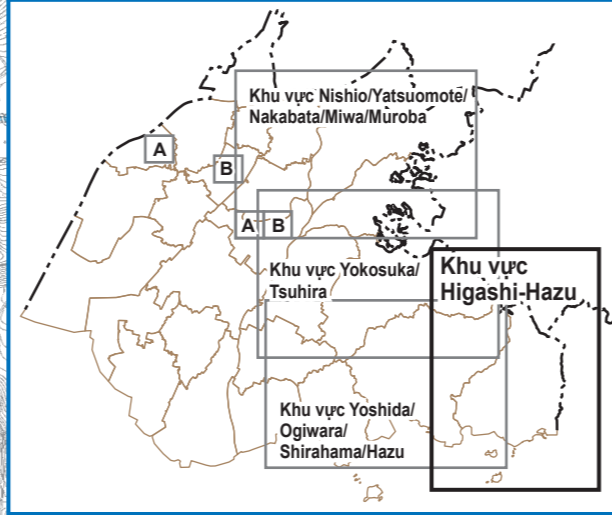 Khu vực Nishio/Yatsuomote/
Nakabata/Miwa/Muroba
A
B
A B
Khu vực Yokosuka/
Tsuhira
Khu vực
Higashi-Hazu
Khu vực Yoshida/
Ogiwara/
Shirahama/Hazu